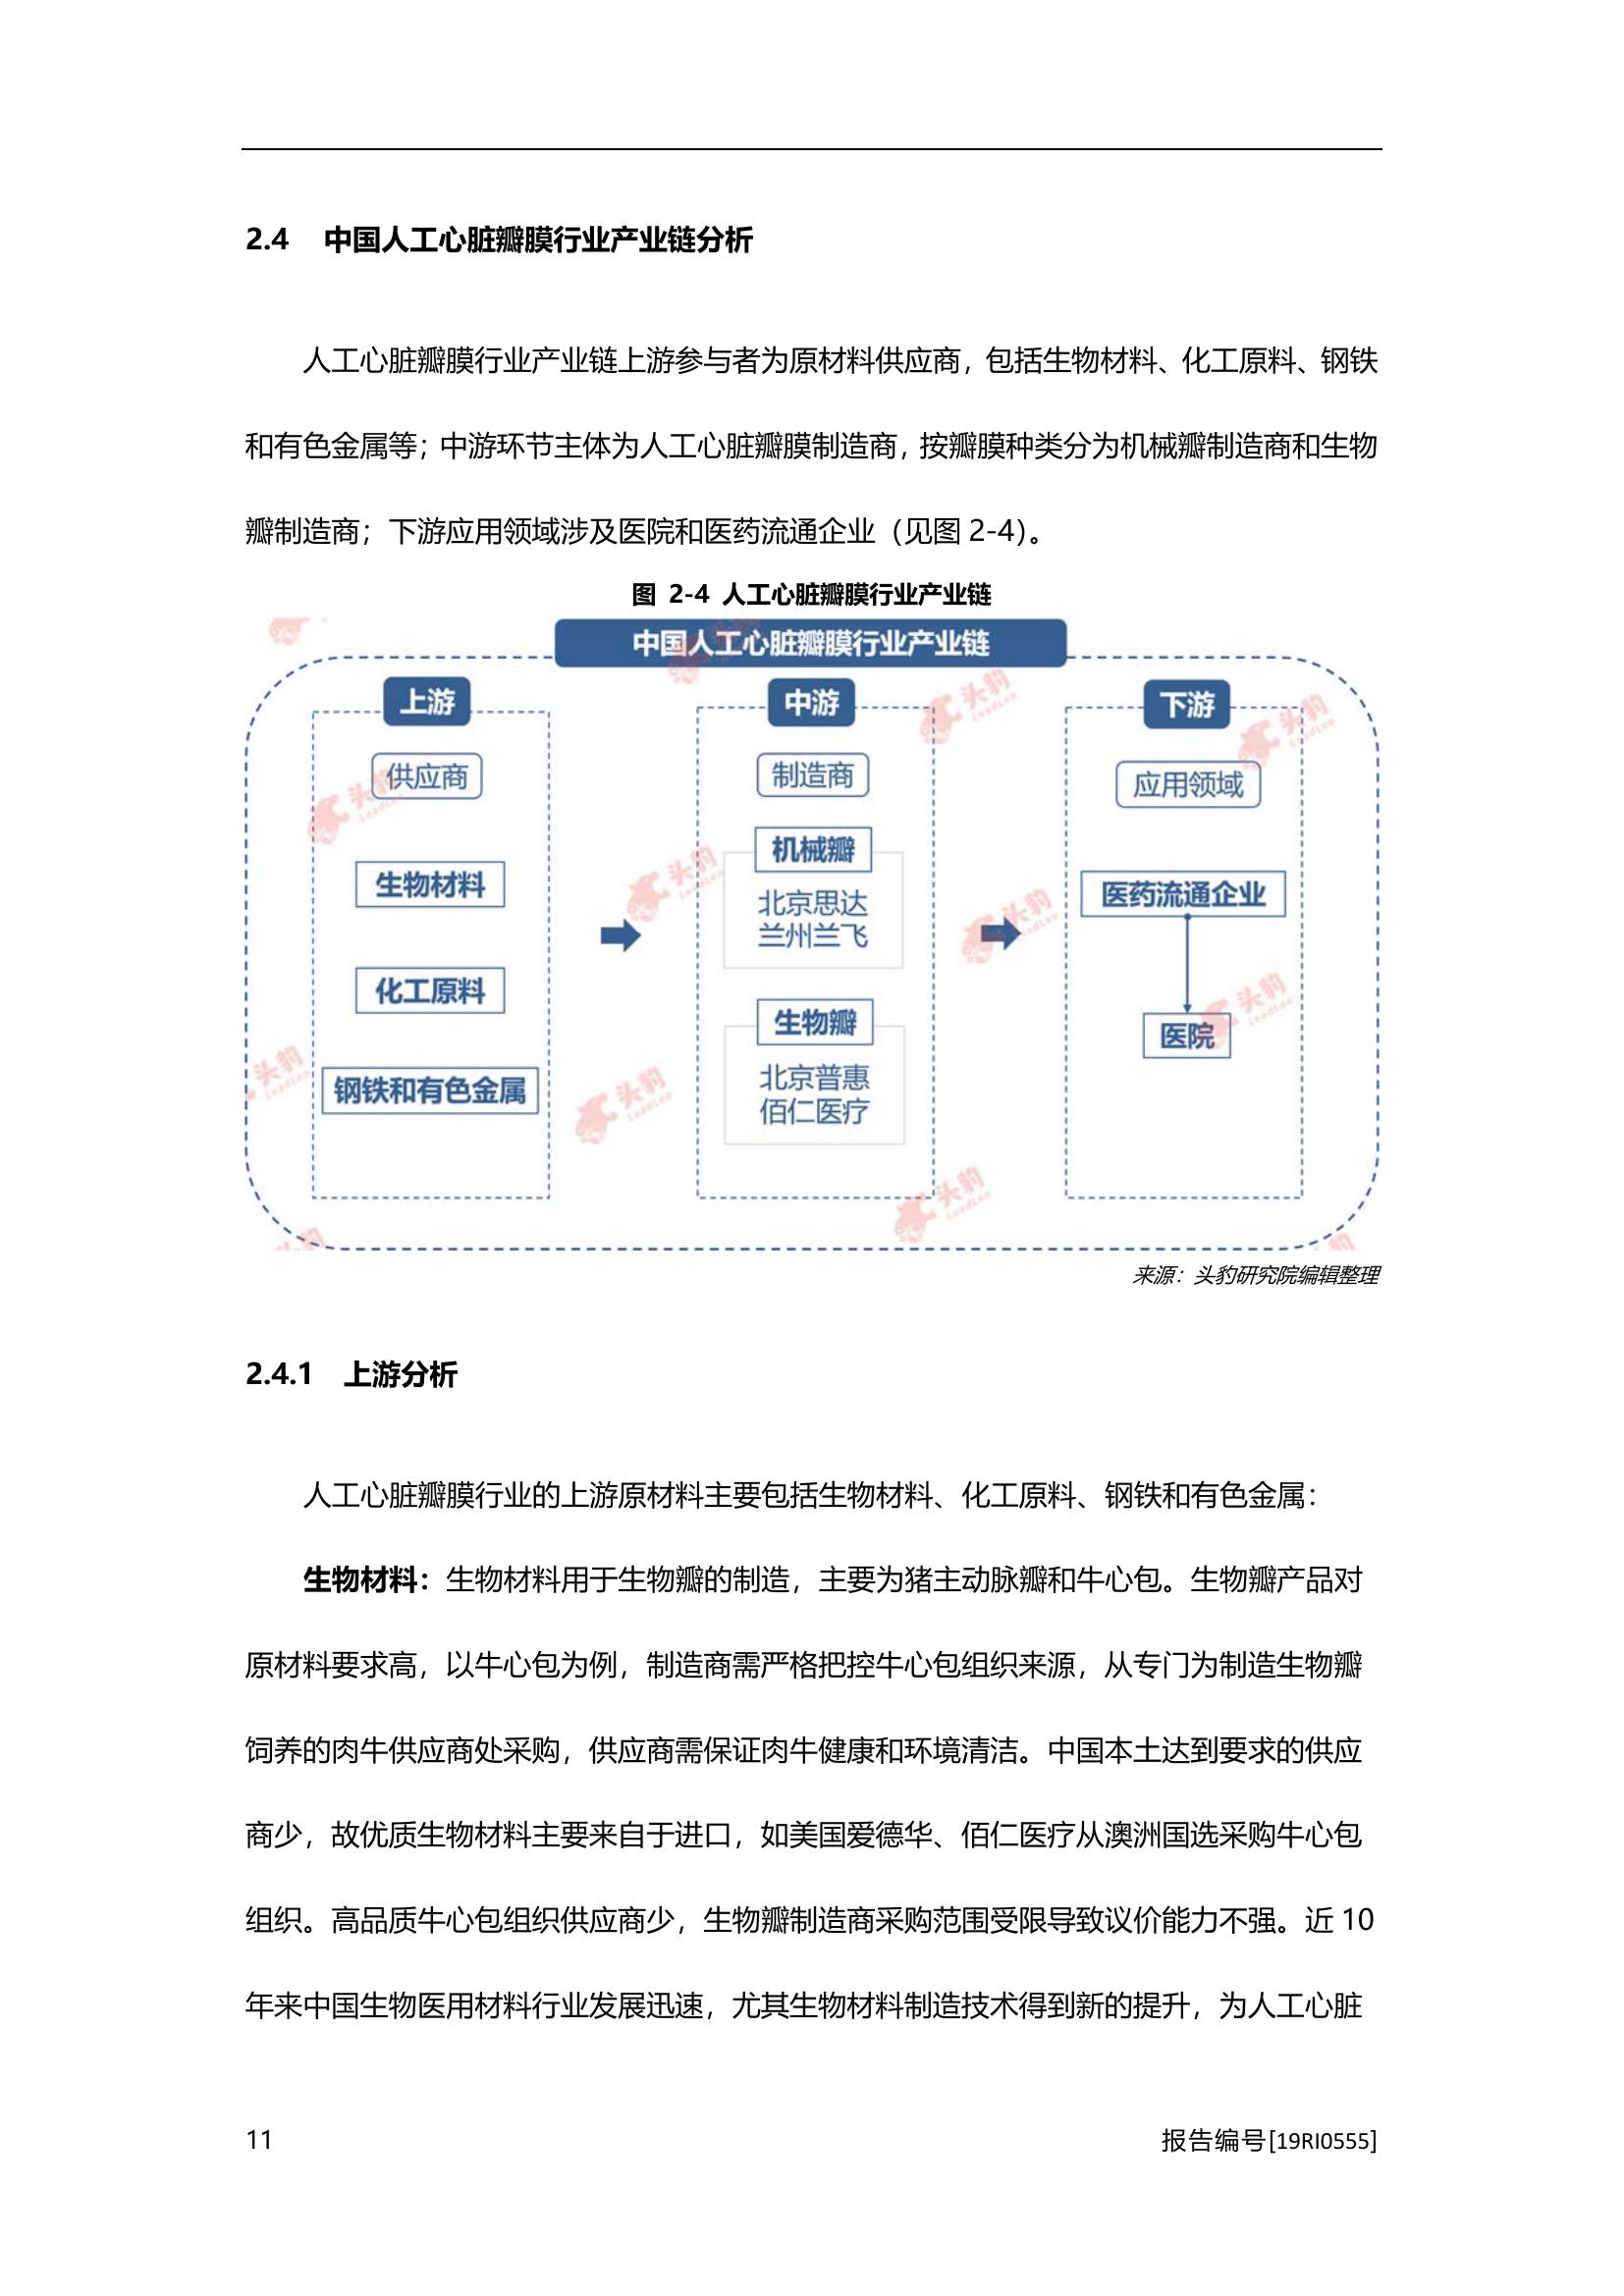 2.4 中国人工心脏瓣膜行业产业链分析
人工心脏瓣膜行业产业链上游参与者为原材料供应商，包括生物材料、化工原料、钢铁
和有色金属等；中游环节主体为人工心脏瓣膜制造商，按瓣膜种类分为机械瓣制造商和生物
瓣制造商；下游应用领域涉及医院和医药流通企业（见图 2-4）。
图 2-4 人工心脏瓣膜行业产业链
中国人工心脏瓣膜行业产业链
上游
供应商
生物材料
化工原料
钢铁和有色金属
中游
制造商
机械瓣
北京思达
兰州兰飞
生物瓣
北京普惠
佰仁医疗
下游
应用领域
医药流通企业
医院
头豹
LeadLeo
头豹
LeadLeo
头豹
LeadLeo
头豹
LeadLeo
头豹
LeadLeo
头豹
LeadLeo
头豹
LeadLeo
头豹
LeadLeo
头豹
LeadLeo
来源：头豹研究院编辑整理
2.4.1 上游分析
人工心脏瓣膜行业的上游原材料主要包括生物材料、化工原料、钢铁和有色金属：
生物材料：生物材料用于生物瓣的制造，主要为猪主动脉瓣和牛心包。生物瓣产品对
原材料要求高，以牛心包为例，制造商需严格把控牛心包组织来源，从专门为制造生物瓣
饲养的肉牛供应商处采购，供应商需保证肉牛健康和环境清洁。中国本土达到要求的供应
商少，故优质生物材料主要来自于进口，如美国爱德华、佰仁医疗从澳洲国选采购牛心包
组织。高品质牛心包组织供应商少，生物瓣制造商采购范围受限导致议价能力不强。近 10
年来中国生物医用材料行业发展迅速，尤其生物材料制造技术得到新的提升，为人工心脏
11
报告编号[19RI0555]